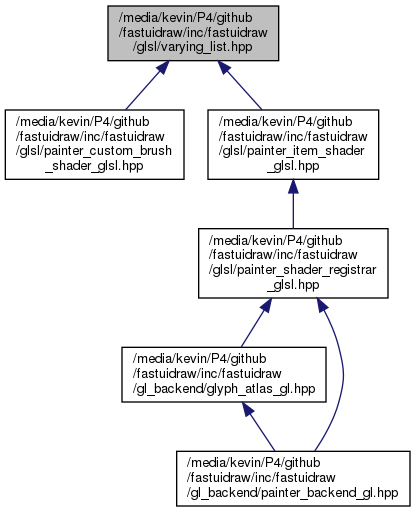 /media/kevin/P4/github
/fastuidraw/inc/fastuidraw
/glsl/varying_list.hpp
/media/kevin/P4/github
/fastuidraw/inc/fastuidraw
/glsl/painter_custom_brush
_shader_glsl.hpp
/media/kevin/P4/github
/fastuidraw/inc/fastuidraw
/glsl/painter_item_shader
_glsl.hpp
/media/kevin/P4/github
/fastuidraw/inc/fastuidraw
/glsl/painter_shader_registrar
_glsl.hpp
/media/kevin/P4/github
/fastuidraw/inc/fastuidraw
/gl_backend/glyph_atlas_gl.hpp
/media/kevin/P4/github
/fastuidraw/inc/fastuidraw
/gl_backend/painter_backend_gl.hpp